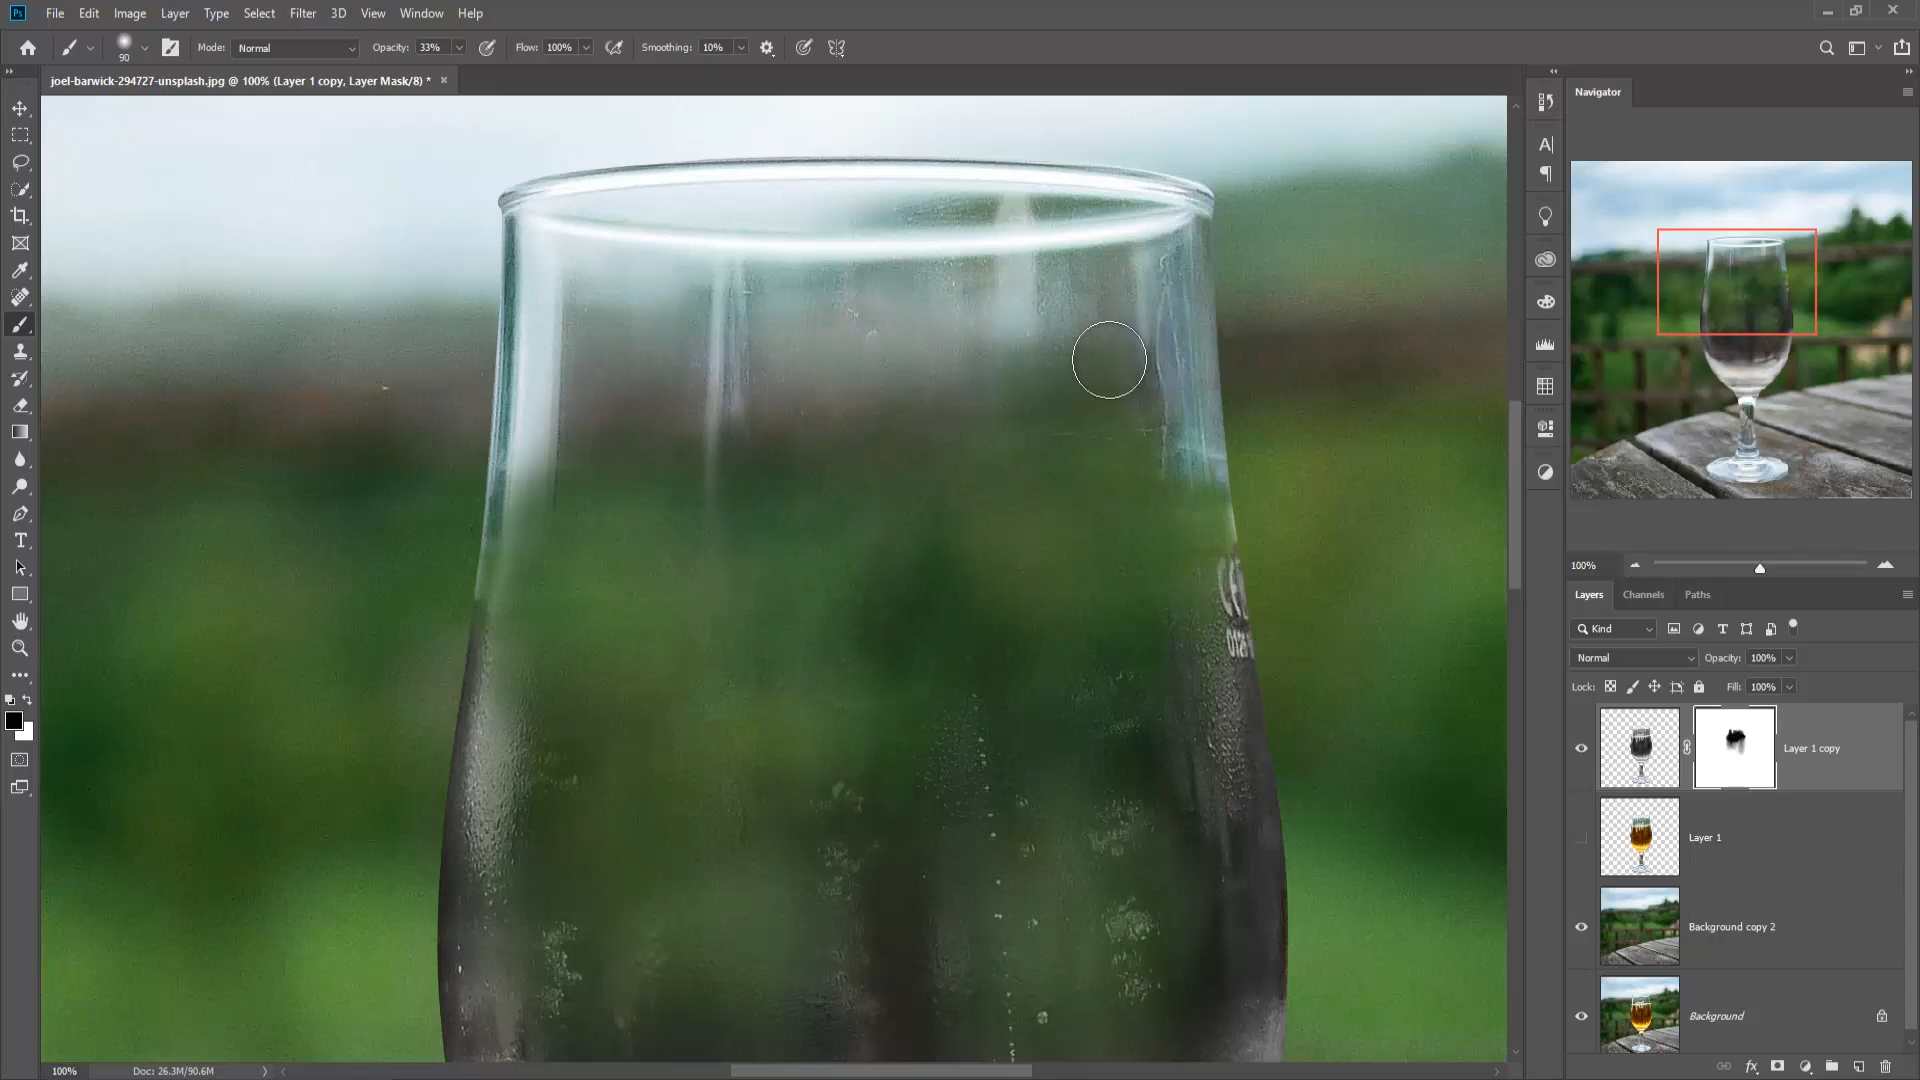 Ps File Edit Image Layer Type Select Filter 3D View Window Help
90 Mode: Normal Opacity: 33% Flow: 100% Smoothing: 10%
joel-barwick-294727-unsplash.jpg @ 100% (Layer 1 copy, Layer Mask/8) *
Navigator
100%
Layers Channels Paths
Kind
Normal Opacity: 100%
Lock: Fill: 100%
Layer 1 copy
Layer 1
Background copy 2
Background
100% Doc: 26.3M/90.6M